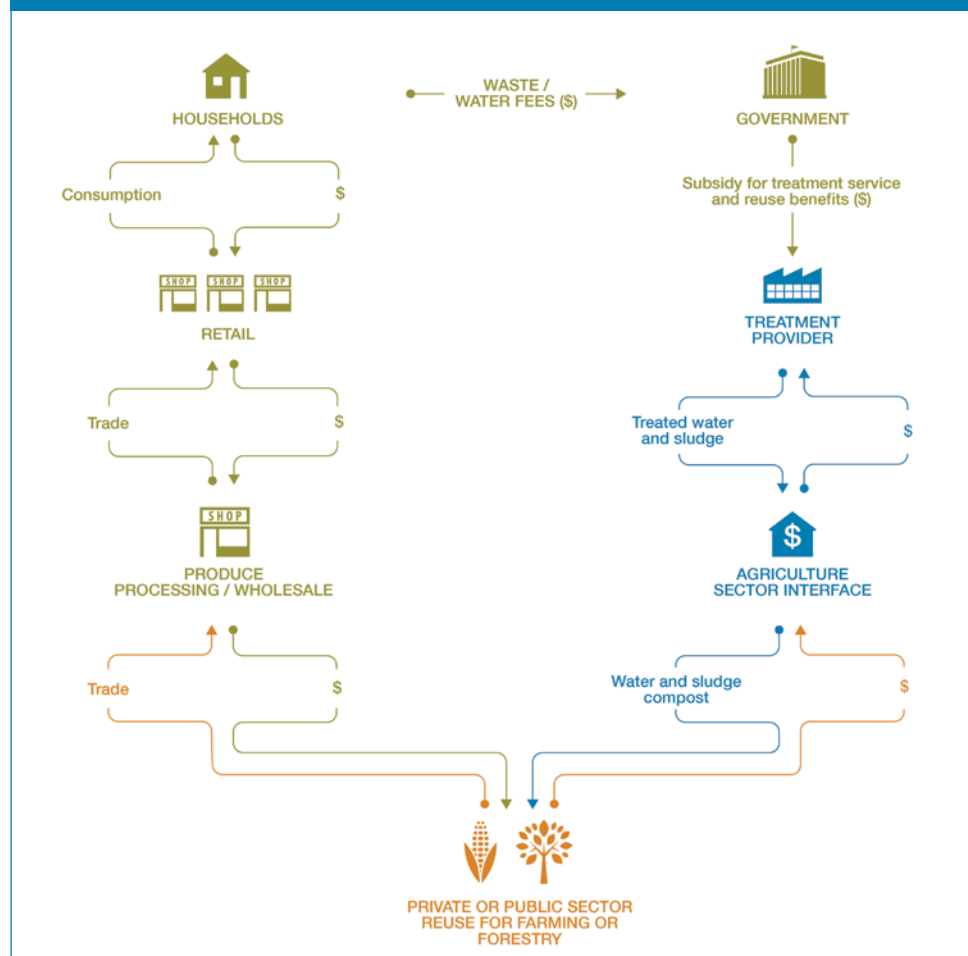 WASTE /
WATER FEES ($)
HOUSEHOLDS
GOVERNMENT
Consumption
$
Subsidy for treatment service
and reuse benefits ($)
SHOP SHOP SHOP
RETAIL
TREATMENT
PROVIDER
Trade
$
Treated water
and sludge
$
SHOP
$
PRODUCE
PROCESSING / WHOLESALE
AGRICULTURE
SECTOR INTERFACE
Trade
$
Water and sludge
compost
$
PRIVATE OR PUBLIC SECTOR
REUSE FOR FARMING OR
FORESTRY